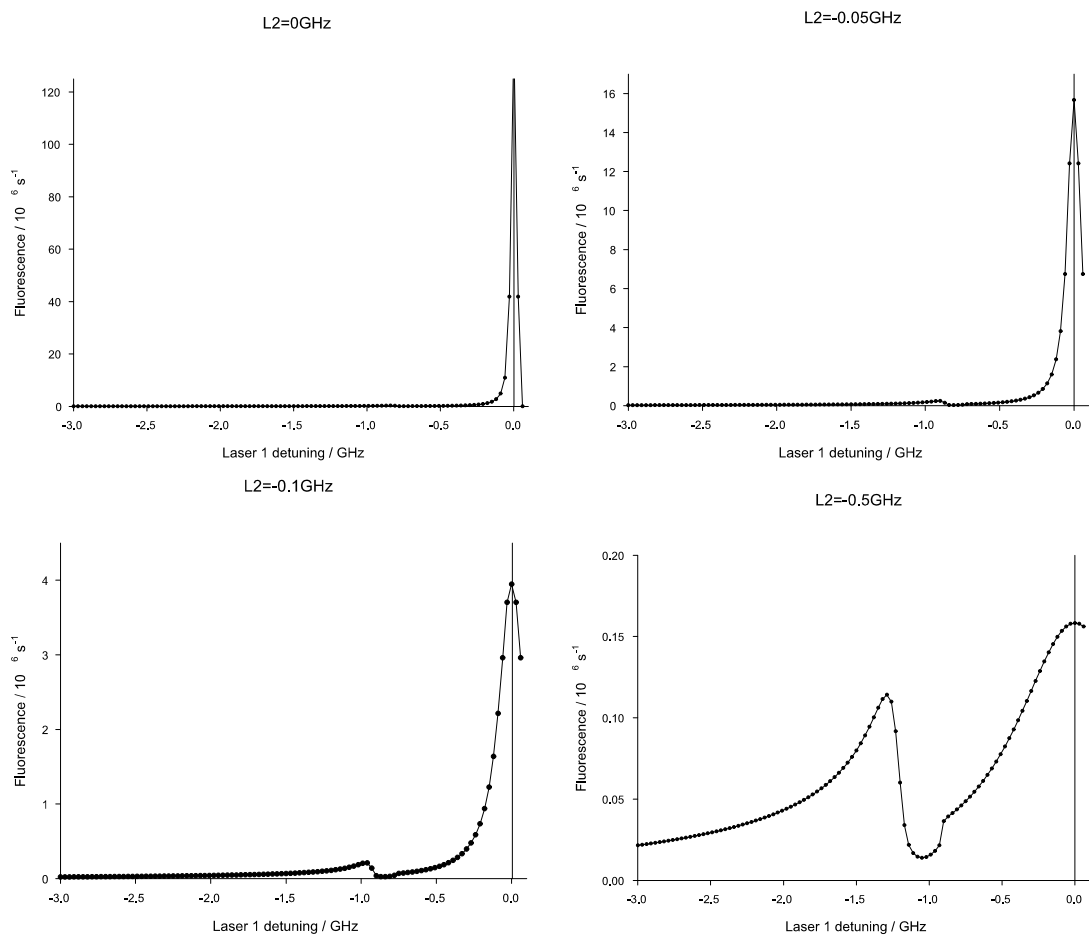 L2=0GHz
120
100
80
60
40
20
0
Fluorescence / 10 6 s-1
-3.0 -2.5 -2.0 -1.5 -1.0 -0.5 0.0
Laser 1 detuning / GHz
L2=-0.05GHz
16
14
12
10
8
6
4
2
0
Fluorescence / 10 6 s-1
-3.0 -2.5 -2.0 -1.5 -1.0 -0.5 0.0
Laser 1 detuning / GHz
L2=-0.1GHz
4
3
2
1
0
Fluorescence / 10 6 s-1
-3.0 -2.5 -2.0 -1.5 -1.0 -0.5 0.0
Laser 1 detuning / GHz
L2=-0.5GHz
0.20
0.15
0.10
0.05
0.00
Fluorescence / 10 6 s-1
-3.0 -2.5 -2.0 -1.5 -1.0 -0.5 0.0
Laser 1 detuning / GHz